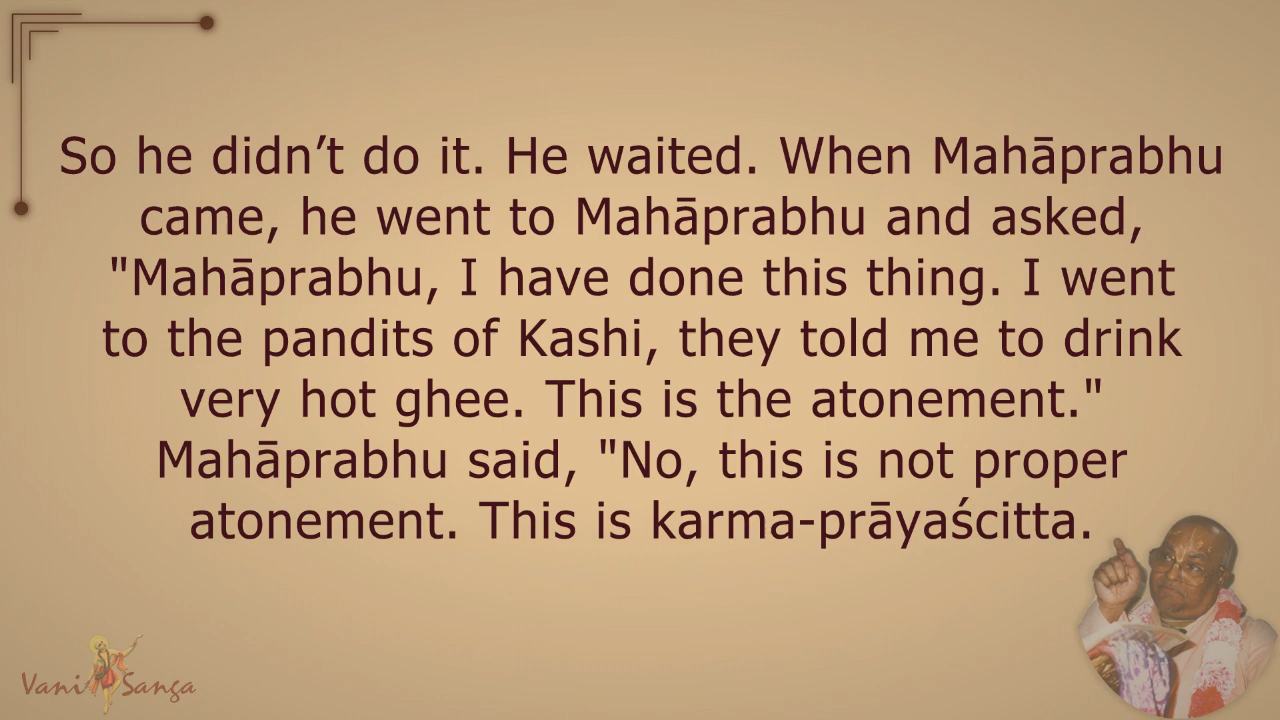 So he didn’t do it. He waited. When Mahāprabhu
came, he went to Mahāprabhu and asked,
"Mahāprabhu, I have done this thing. I went
to the pandits of Kashi, they told me to drink
very hot ghee. This is the atonement."
Mahāprabhu said, "No, this is not proper
atonement. This is karma-prāyaścitta.
Vani Sanga